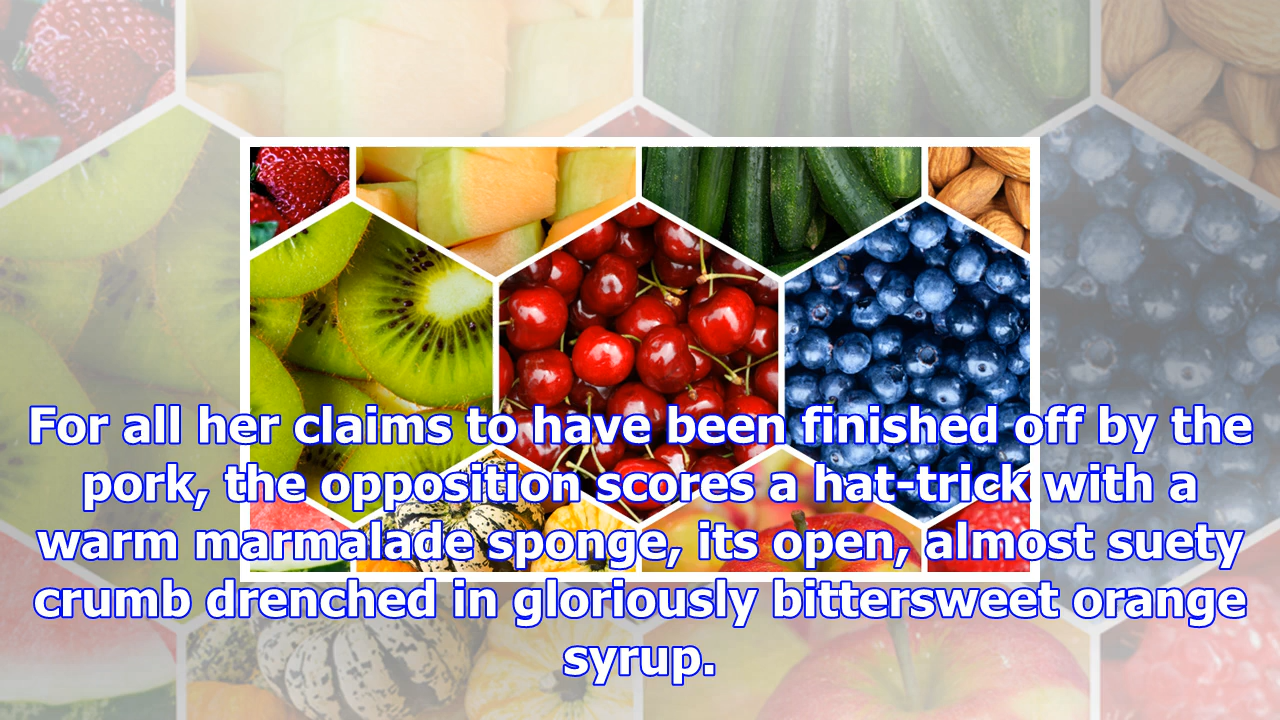 For all her claims to have been finished off by the
pork, the opposition scores a hat-trick with a
warm marmalade sponge, its open, almost suety
crumb drenched in gloriously bittersweet orange
syrup.